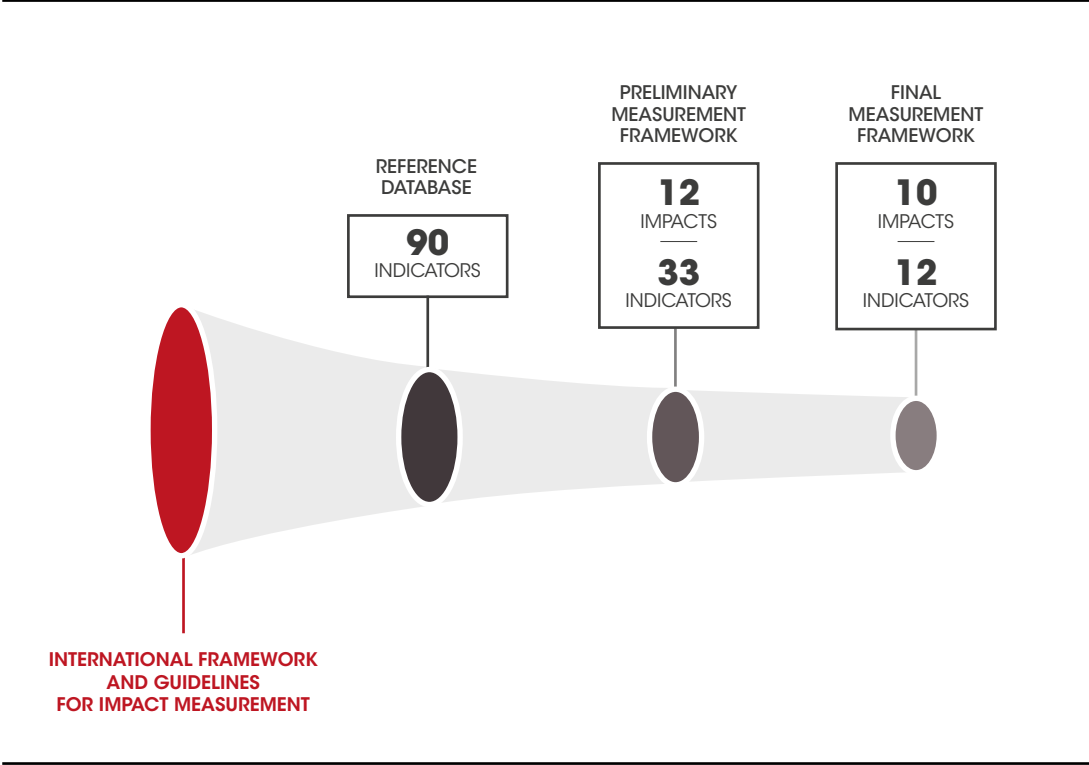 REFERENCE
DATABASE
90
INDICATORS
PRELIMINARY
MEASUREMENT
FRAMEWORK
12
IMPACTS
33
INDICATORS
FINAL
MEASUREMENT
FRAMEWORK
10
IMPACTS
12
INDICATORS
INTERNATIONAL FRAMEWORK
AND GUIDELINES
FOR IMPACT MEASUREMENT